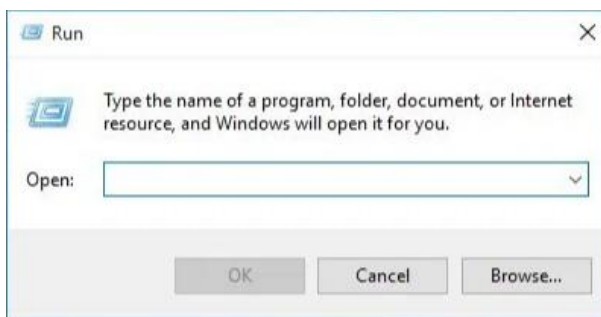 Run
Type the name of a program, folder, document, or Internet
resource, and Windows will open it for you.
Open:
OK Cancel Browse...